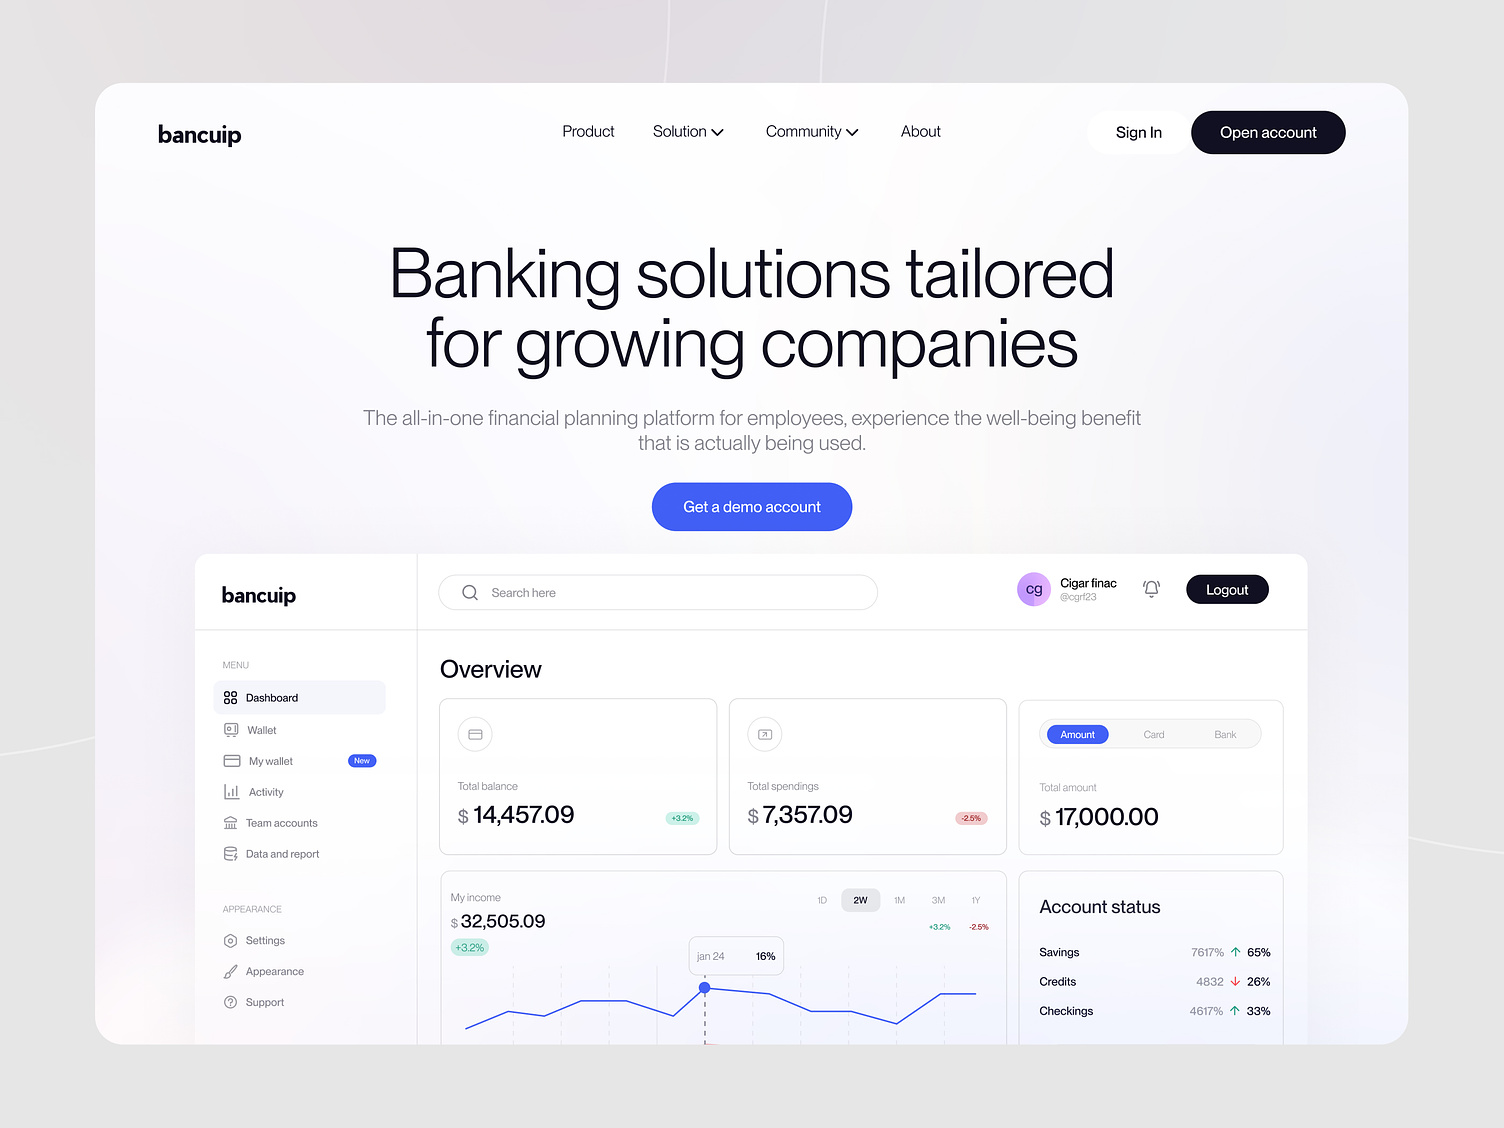 bancuip
Product
Solution
Community
About
Sign In
Open account
Banking solutions tailored
for growing companies
The all-in-one financial planning platform for employees, experience the well-being benefit
that is actually being used.
Get a demo account
bancuip
Search here
cg
Cigar finac
@cgrf23
Logout
MENU
Dashboard
Wallet
My wallet
New
Activity
Team accounts
Data and report
APPEARANCE
Settings
Appearance
Support
Overview
Total balance
$ 14,457.09
+3.2%
Total spendings
$ 7,357.09
-2.5%
Amount
Card
Bank
Total amount
$ 17,000.00
My income
$ 32,505.09
+3.2%
1D
2W
1M
3M
1Y
+3.2%
-2.5%
jan 24
16%
Account status
Savings 7617% 65%
Credits 4832 26%
Checkings 4617% 33%